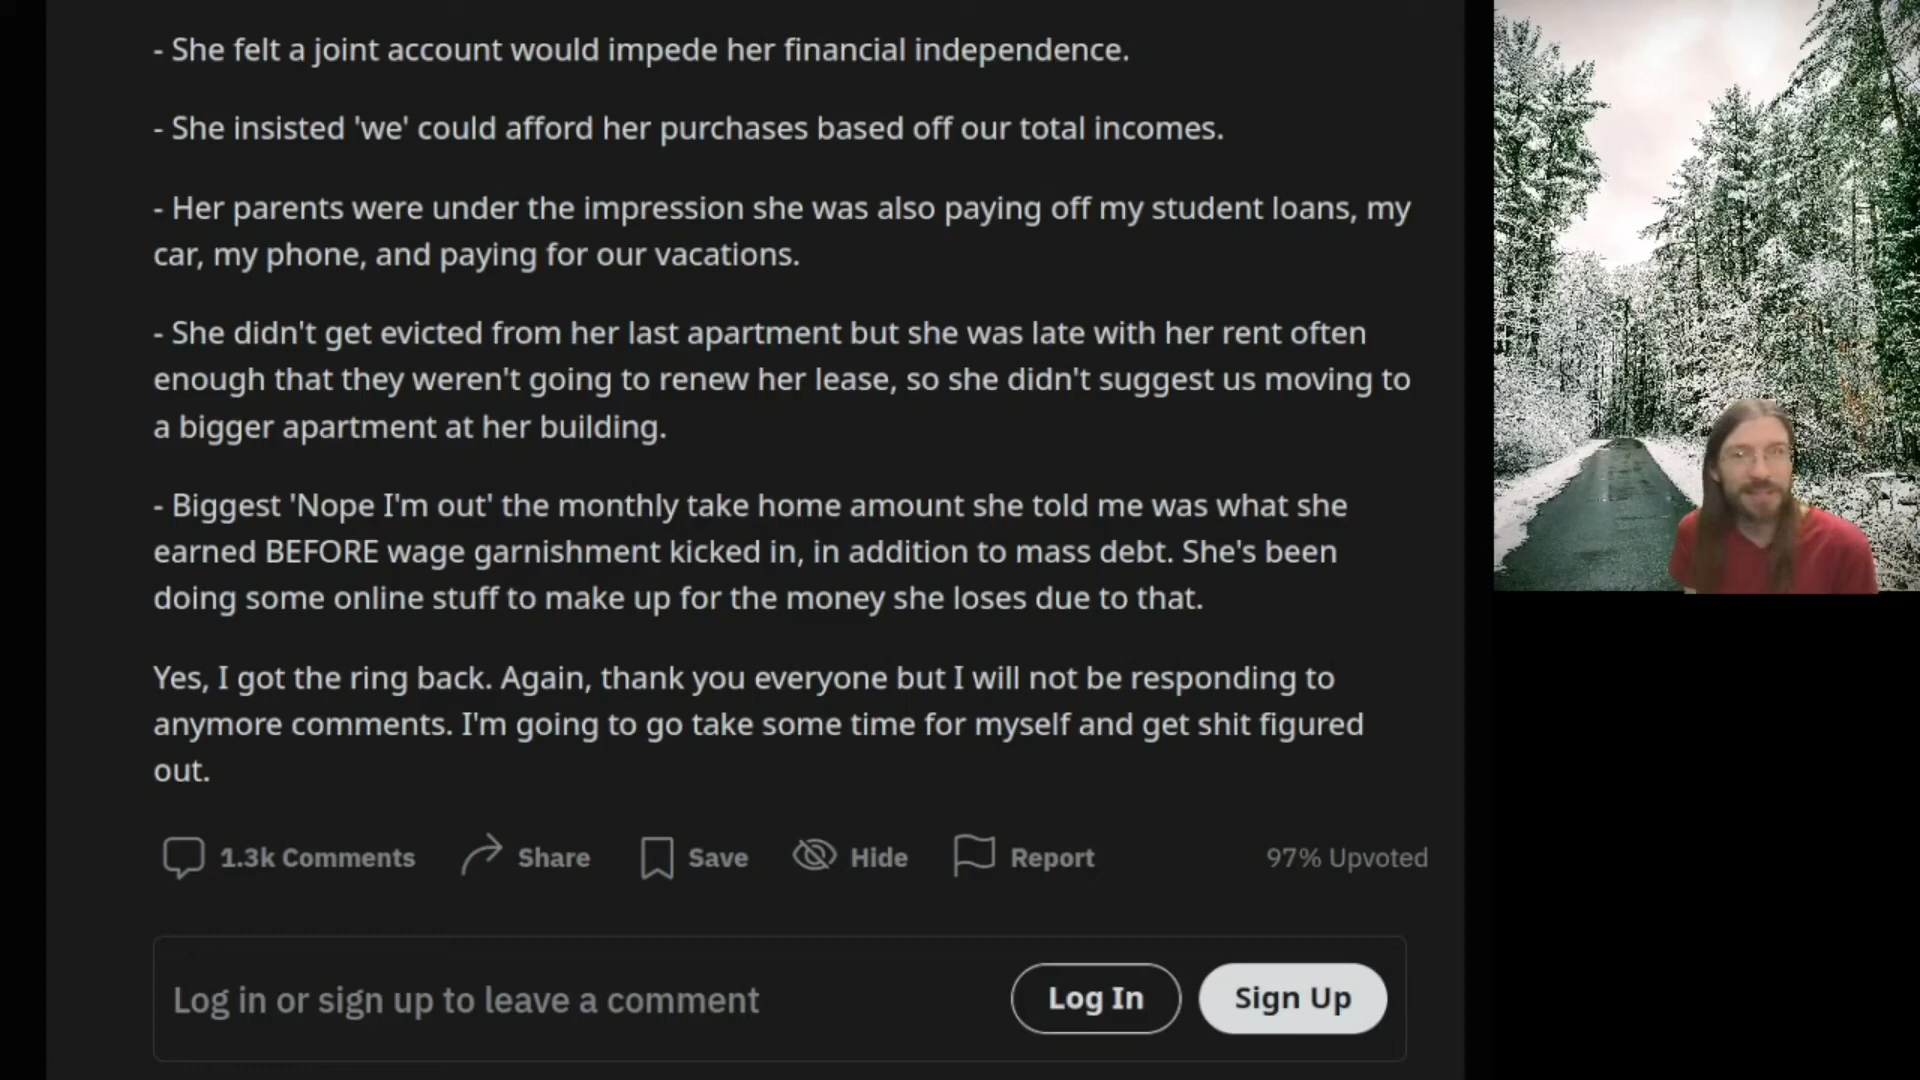 - She felt a joint account would impede her financial independence.
- She insisted 'we' could afford her purchases based off our total incomes.
- Her parents were under the impression she was also paying off my student loans, my
car, my phone, and paying for our vacations.
- She didn't get evicted from her last apartment but she was late with her rent often
enough that they weren't going to renew her lease, so she didn't suggest us moving to
a bigger apartment at her building.
- Biggest 'Nope I'm out' the monthly take home amount she told me was what she
earned BEFORE wage garnishment kicked in, in addition to mass debt. She's been
doing some online stuff to make up for the money she loses due to that.
Yes, I got the ring back. Again, thank you everyone but I will not be responding to
anymore comments. I'm going to go take some time for myself and get shit figured
out.
1.3k Comments Share Save Hide Report 97% Upvoted
Log in or sign up to leave a comment Log In Sign Up